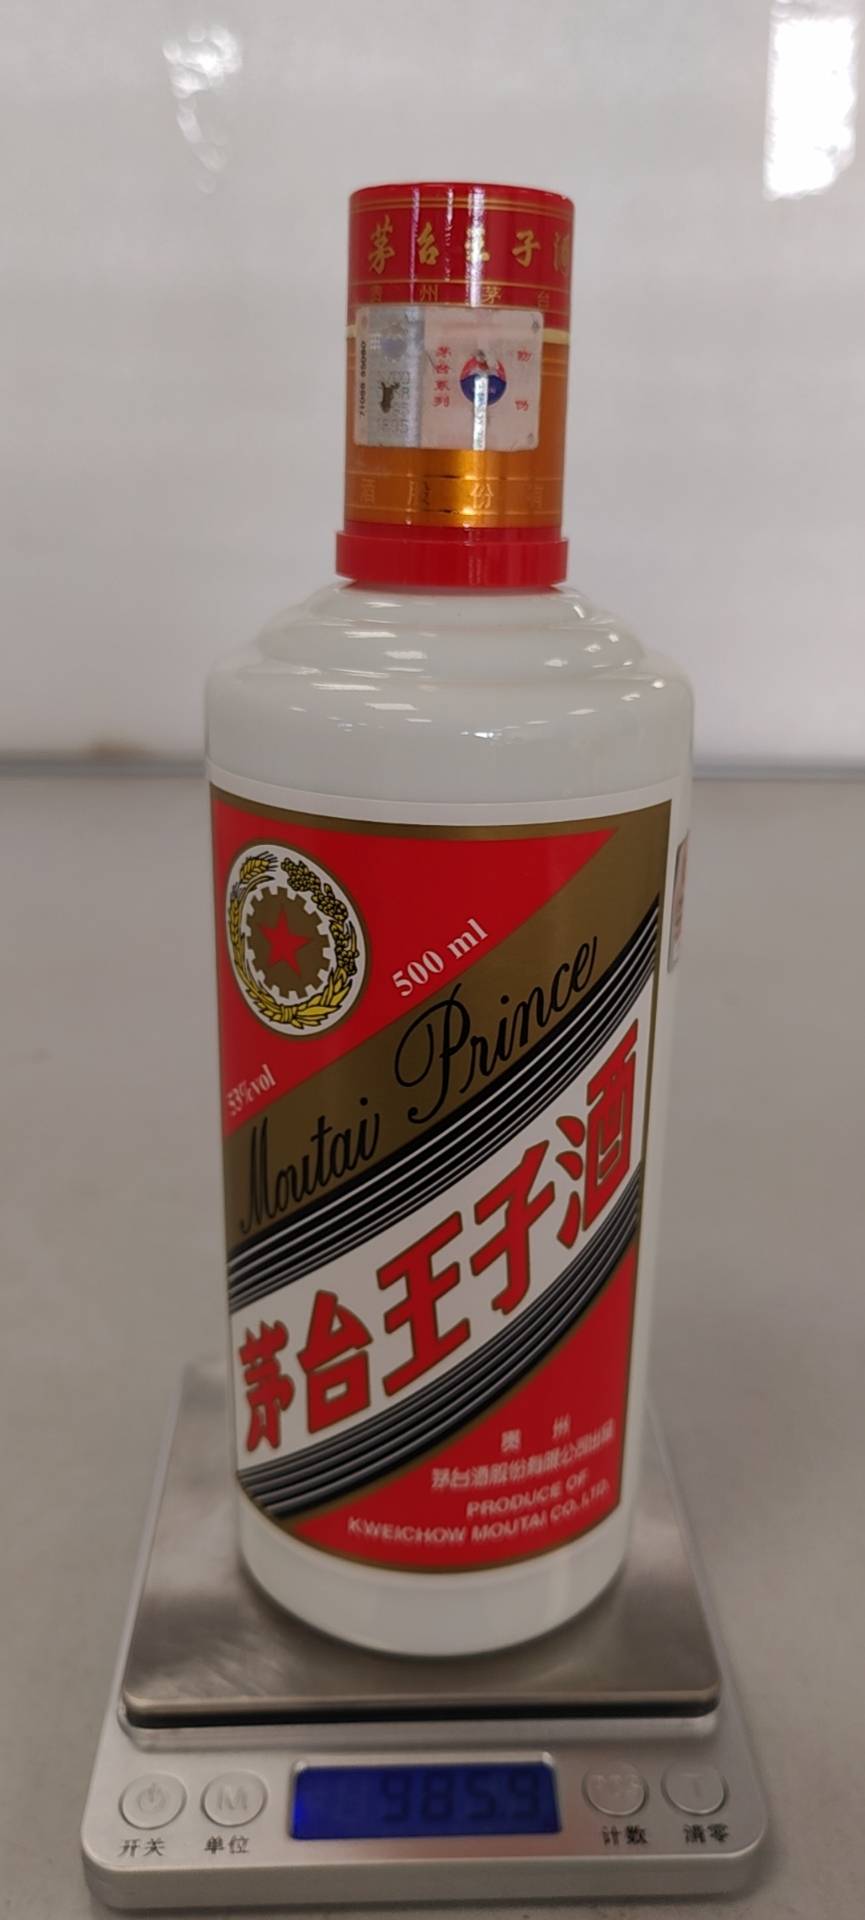 茅台王子酒
贵州茅台
茅台系列
防伪
酒股份有
500 ml
53%vol
Moutai Prince
茅台王子酒
贵州
茅台酒股份有限公司出品
PRODUCE OF
KWEICHOW MOUTAI CO.,LTD.
985.9
M
PCS
T
开关
单位
计数
清零